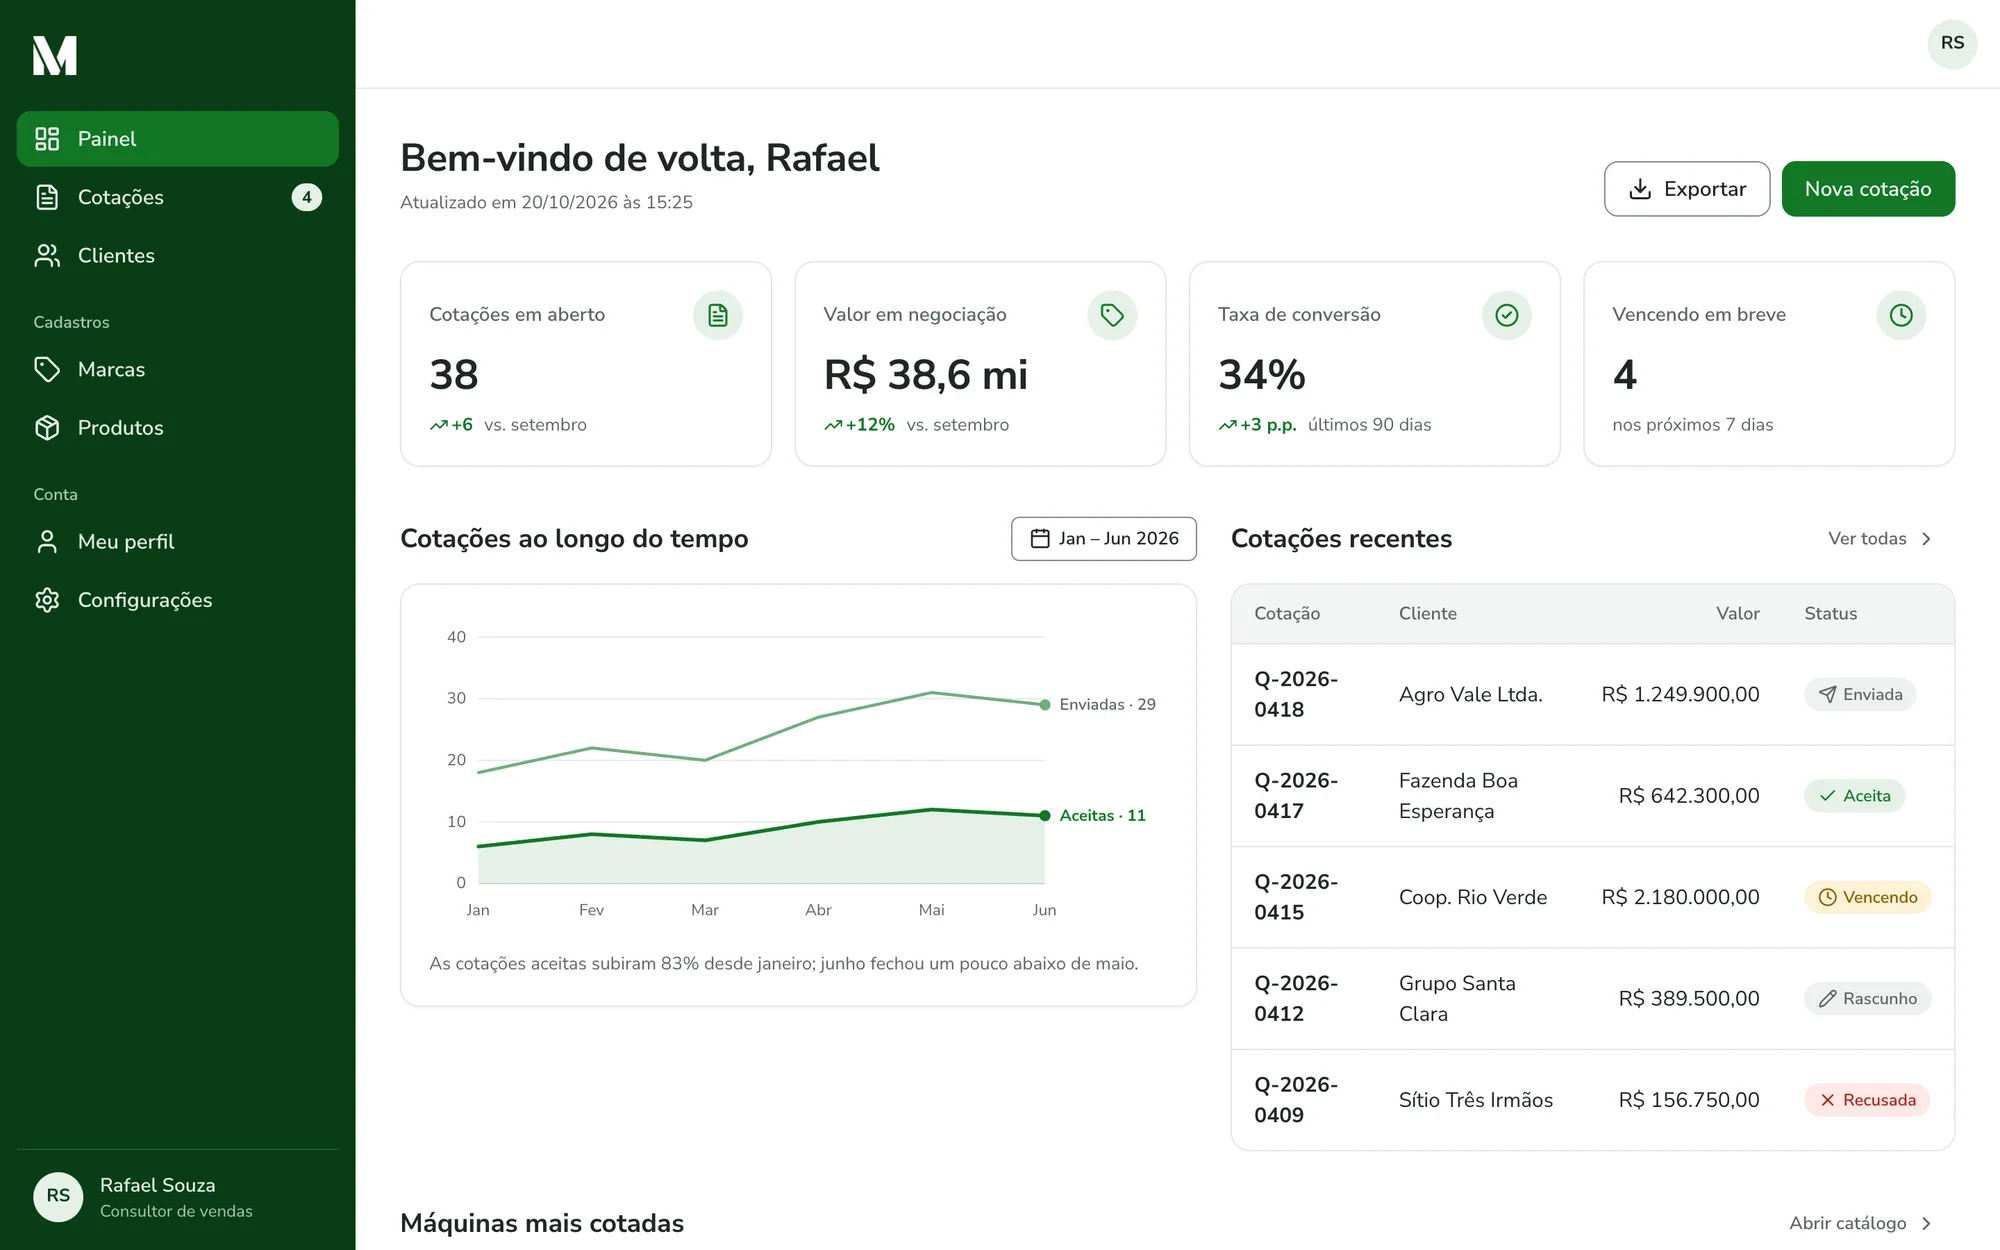 M
Painel
Cotações
4
Clientes
Cadastros
Marcas
Produtos
Conta
Meu perfil
Configurações
RS
Rafael Souza
Consultor de vendas
RS
Bem-vindo de volta, Rafael
Atualizado em 20/10/2026 às 15:25
Exportar
Nova cotação
Cotações em aberto
38
+6 vs. setembro
Valor em negociação
R$ 38,6 mi
+12% vs. setembro
Taxa de conversão
34%
+3 p.p. últimos 90 dias
Vencendo em breve
4
nos próximos 7 dias
Cotações ao longo do tempo
Jan – Jun 2026
40
30
20
10
0
Enviadas · 29
Aceitas · 11
Jan Fev Mar Abr Mai Jun
As cotações aceitas subiram 83% desde janeiro; junho fechou um pouco abaixo de maio.
Cotações recentes
Ver todas
Cotação Cliente Valor Status
Q-2026-
0418
Agro Vale Ltda.
R$ 1.249.900,00
Enviada
Q-2026-
0417
Fazenda Boa
Esperança
R$ 642.300,00
Aceita
Q-2026-
0415
Coop. Rio Verde
R$ 2.180.000,00
Vencendo
Q-2026-
0412
Grupo Santa
Clara
R$ 389.500,00
Rascunho
Q-2026-
0409
Sítio Três Irmãos
R$ 156.750,00
Recusada
Máquinas mais cotadas
Abrir catálogo